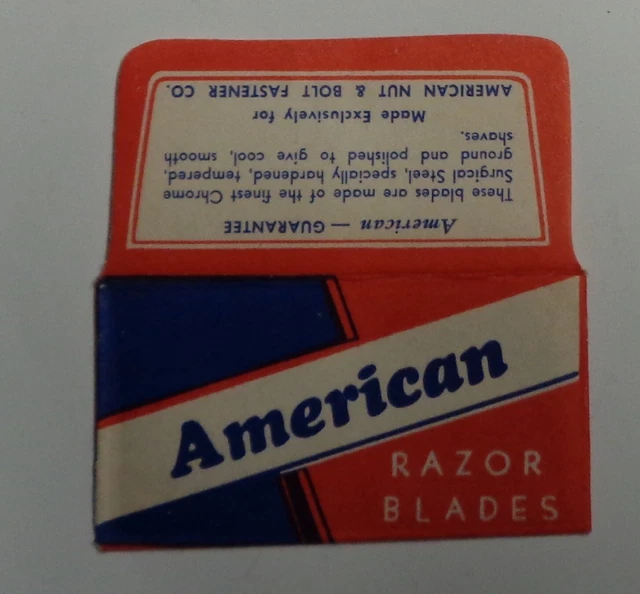 American — GUARANTEE
These blades are made of the finest Chrome
Surgical Steel, specially hardened, tempered,
ground and polished to give cool, smooth
shaves.
Made Exclusively for
AMERICAN NUT & BOLT FASTENER CO.
American
RAZOR
BLADES